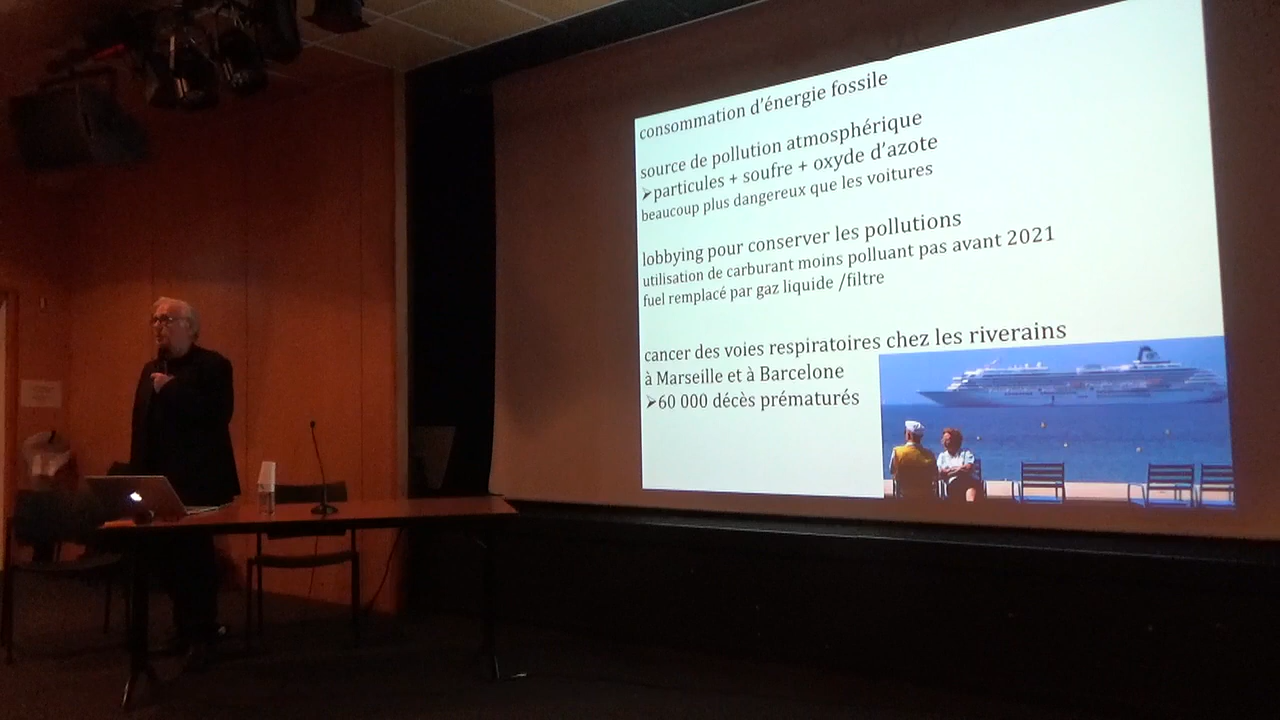 consommation d'énergie fossile
source de pollution atmosphérique
➢particules + soufre + oxyde d'azote
beaucoup plus dangereux que les voitures
lobbying pour conserver les pollutions
utilisation de carburant moins polluant pas avant 2021
fuel remplacé par gaz liquide /filtre
cancer des voies respiratoires chez les riverains
à Marseille et à Barcelone
➢60 000 décès prématurés